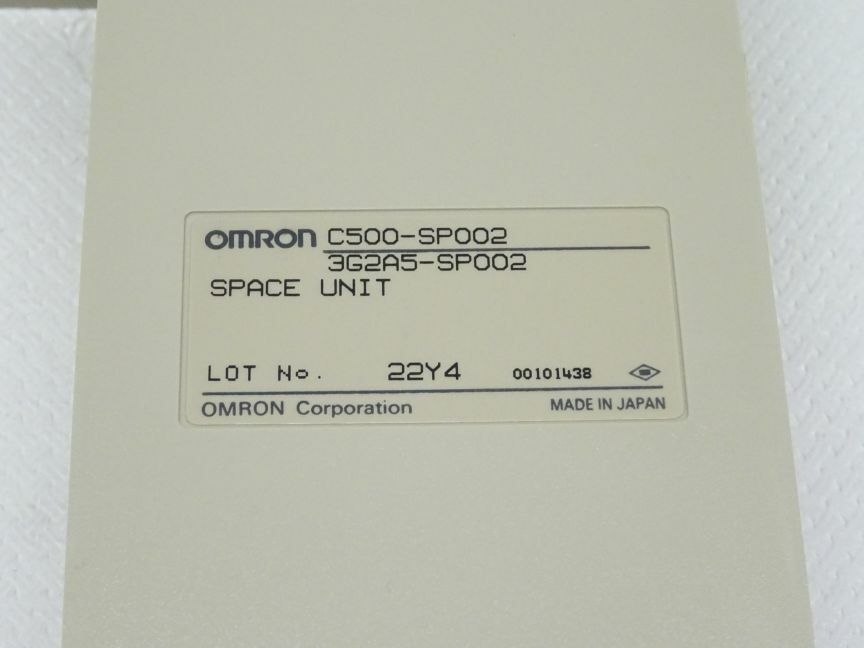 OMRON C500-SP002
3G2A5-SP002
SPACE UNIT
LOT No. 22Y4 00101438
OMRON Corporation MADE IN JAPAN